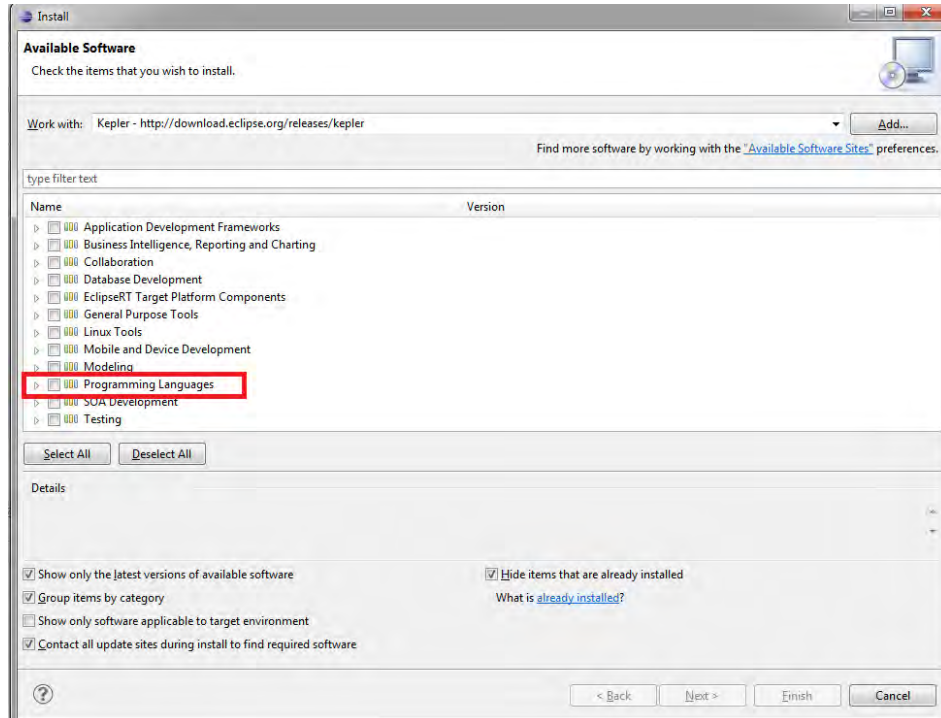 Install
Available Software
Check the items that you wish to install.
Work with: Kepler - http://download.eclipse.org/releases/kepler Add...
Find more software by working with the "Available Software Sites" preferences.
type filter text
Name Version
Application Development Frameworks
Business Intelligence, Reporting and Charting
Collaboration
Database Development
EclipseRT Target Platform Components
General Purpose Tools
Linux Tools
Mobile and Device Development
Modeling
Programming Languages
SOA Development
Testing
Select All Deselect All
Details
Show only the latest versions of available software Hide items that are already installed
Group items by category What is already installed?
Show only software applicable to target environment
Contact all update sites during install to find required software
? < Back Next > Finish Cancel